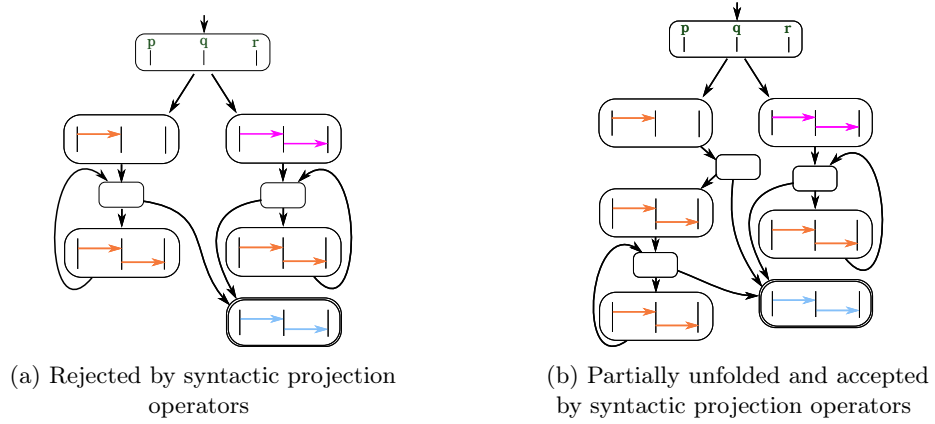 p q r
p q r
(a) Rejected by syntactic projection
operators
(b) Partially unfolded and accepted
by syntactic projection operators